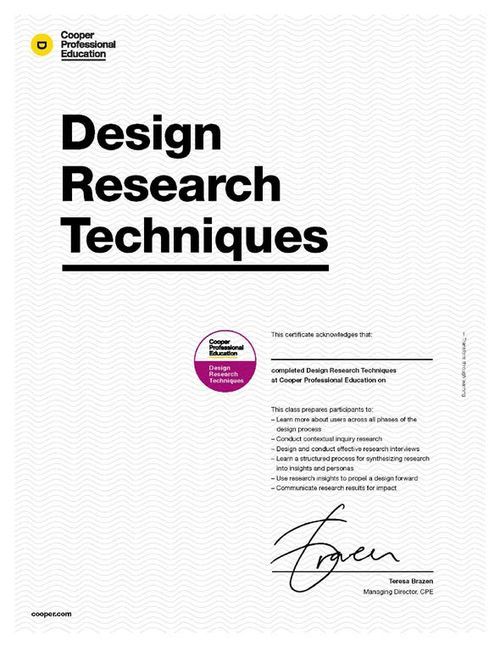 Cooper
Professional
Education
Design
Research
Techniques
Cooper
Professional
Education
Design
Research
Techniques
This certificate acknowledges that:
completed Design Research Techniques
at Cooper Professional Education on
This class prepares participants to:
– Learn more about users across all phases of the
design process
– Conduct contextual inquiry research
– Design and conduct effective research interviews
– Learn a structured process for synthesizing research
into insights and personas
– Use research insights to propel a design forward
– Communicate research results for impact
– Transform through learning
Teresa Brazen
Managing Director, CPE
cooper.com